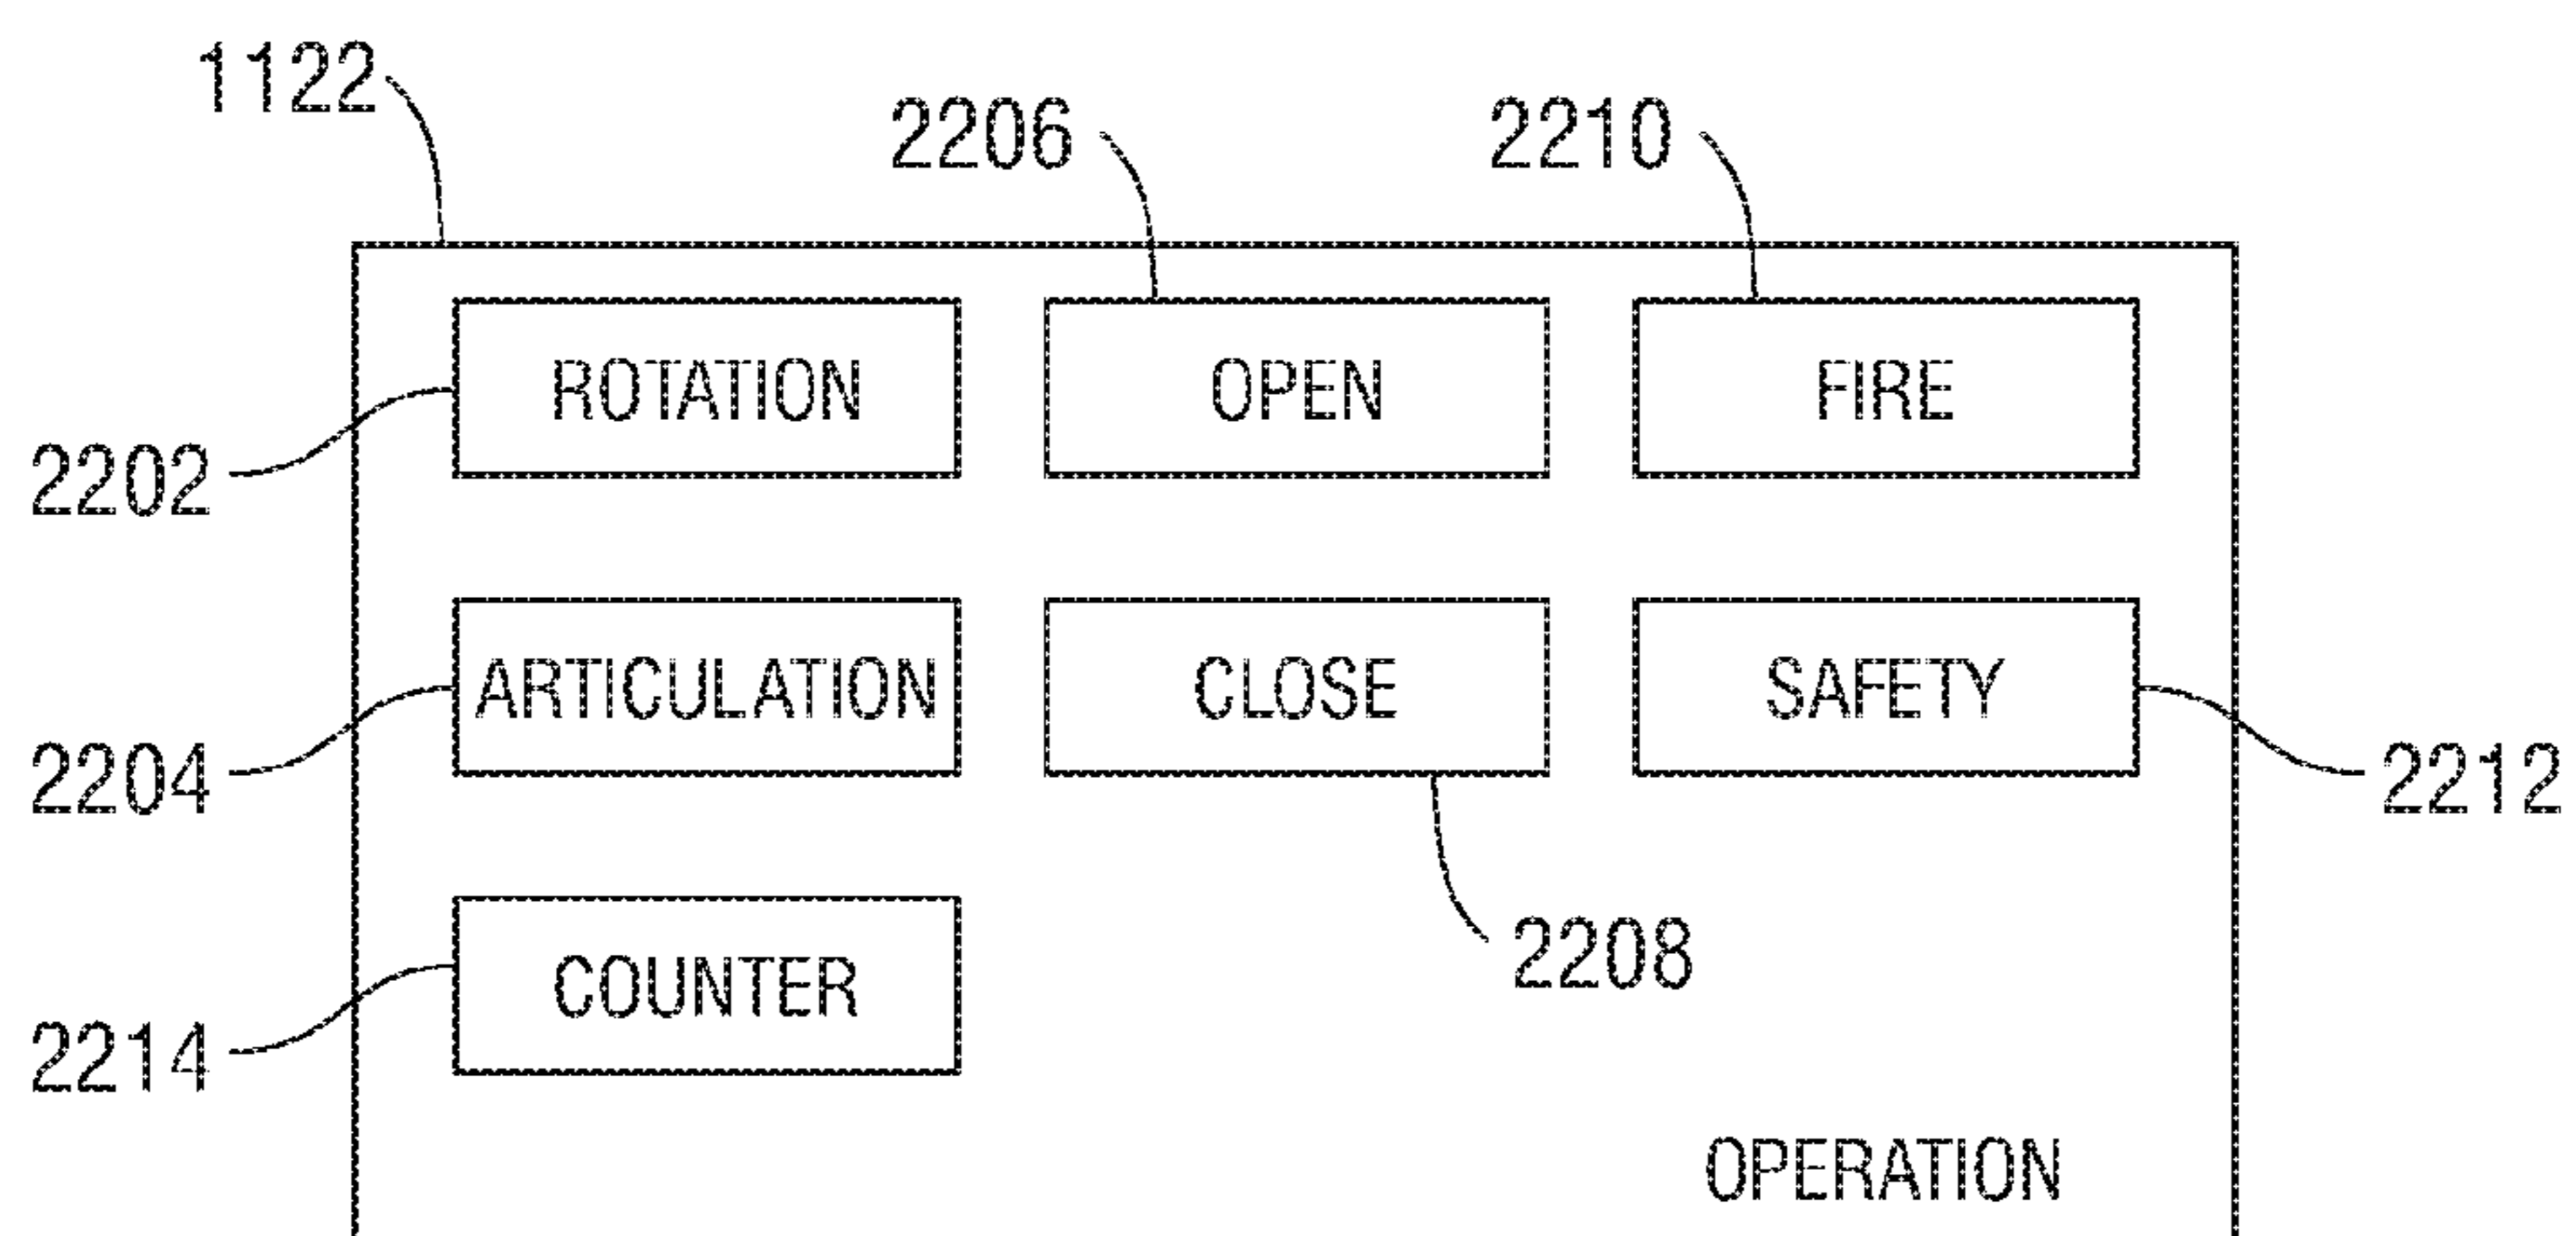 1122
2206
2210
ROTATION
OPEN
FIRE
2202
ARTICULATION
CLOSE
SAFETY
2204
2212
COUNTER
2208
2214
OPERATION